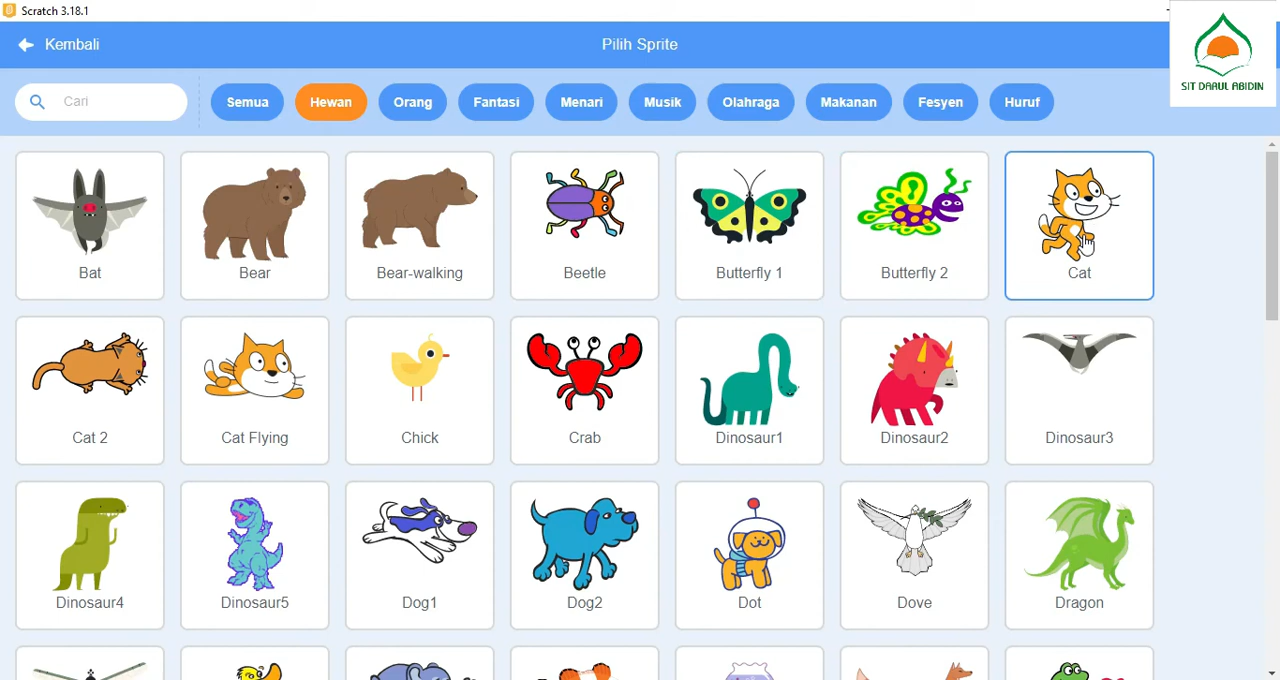 Scratch 3.18.1
Kembali
Pilih Sprite
SIT DARUL ABIDIN
Cari
Semua
Hewan
Orang
Fantasi
Menari
Musik
Olahraga
Makanan
Fesyen
Huruf
Bat
Bear
Bear-walking
Beetle
Butterfly 1
Butterfly 2
Cat
Cat 2
Cat Flying
Chick
Crab
Dinosaur1
Dinosaur2
Dinosaur3
Dinosaur4
Dinosaur5
Dog1
Dog2
Dot
Dove
Dragon